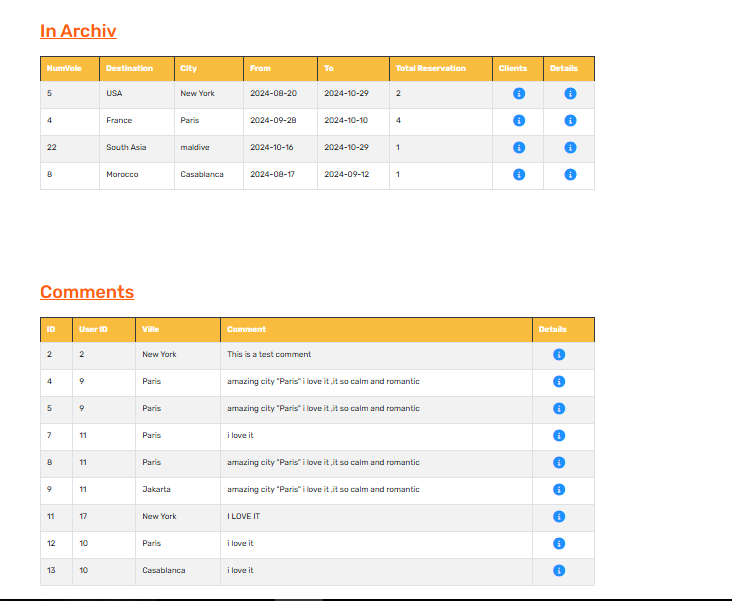 In Archiv
NumVole Destination City From To Total Reservation Clients Details
5 USA New York 2024-08-20 2024-10-29 2
4 France Paris 2024-09-28 2024-10-10 4
22 South Asia maldive 2024-10-16 2024-10-29 1
8 Morocco Casablanca 2024-08-17 2024-09-12 1
Comments
ID User ID Ville Comment Details
2 2 New York This is a test comment
4 9 Paris amazing city "Paris" i love it ,it so calm and romantic
5 9 Paris amazing city "Paris" i love it ,it so calm and romantic
7 11 Paris i love it
8 11 Paris amazing city "Paris" i love it ,it so calm and romantic
9 11 Jakarta amazing city "Paris" i love it ,it so calm and romantic
11 17 New York I LOVE IT
12 10 Paris i love it
13 10 Casablanca i love it